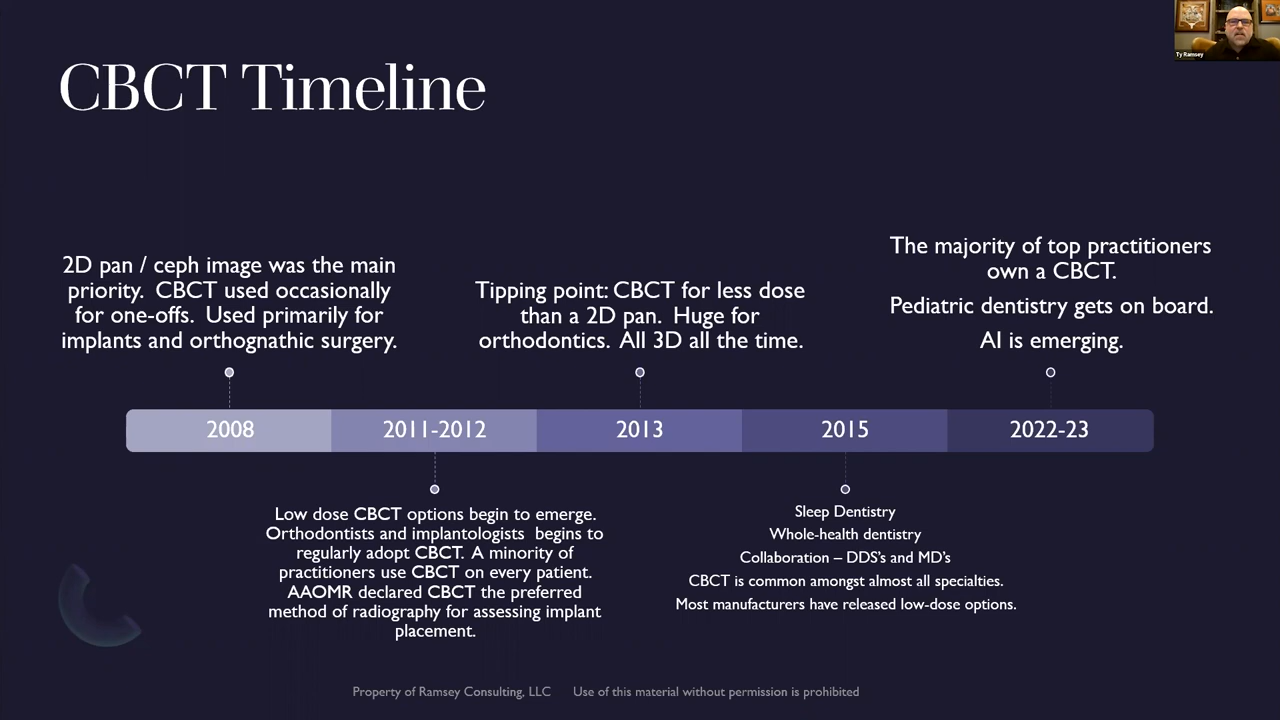 Ty Ramsey
CBCT Timeline
2D pan / ceph image was the main
priority. CBCT used occasionally
for one-offs. Used primarily for
implants and orthognathic surgery.
Tipping point: CBCT for less dose
than a 2D pan. Huge for
orthodontics. All 3D all the time.
The majority of top practitioners
own a CBCT.
Pediatric dentistry gets on board.
AI is emerging.
2008
2011-2012
2013
2015
2022-23
Low dose CBCT options begin to emerge.
Orthodontists and implantologists begins to
regularly adopt CBCT. A minority of
practitioners use CBCT on every patient.
AAOMR declared CBCT the preferred
method of radiography for assessing implant
placement.
Sleep Dentistry
Whole-health dentistry
Collaboration – DDS's and MD's
CBCT is common amongst almost all specialties.
Most manufacturers have released low-dose options.
Property of Ramsey Consulting, LLC Use of this material without permission is prohibited